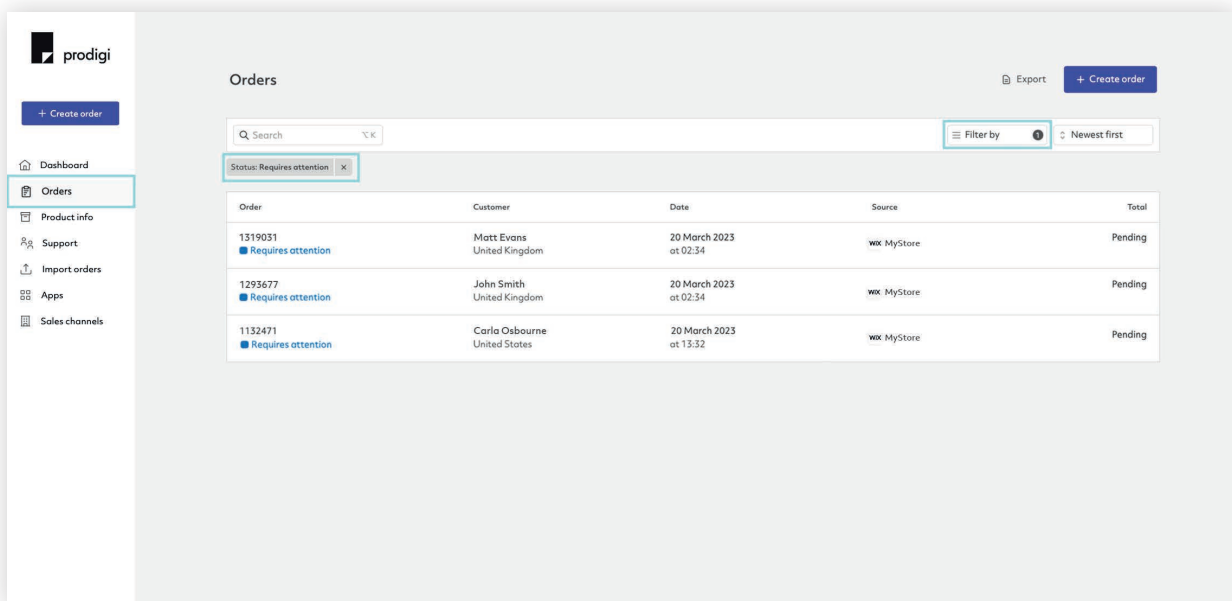 prodigi
+ Create order
Dashboard
Orders
Product info
Support
Import orders
Apps
Sales channels
Orders
Export
+ Create order
Search ⌥ K
Filter by 1
Newest first
Status: Requires attention ×
Order Customer Date Source Total
1319031 Matt Evans 20 March 2023 WIX MyStore Pending
Requires attention United Kingdom at 02:34
1293677 John Smith 20 March 2023 WIX MyStore Pending
Requires attention United Kingdom at 02:34
1132471 Carla Osbourne 20 March 2023 WIX MyStore Pending
Requires attention United States at 13:32